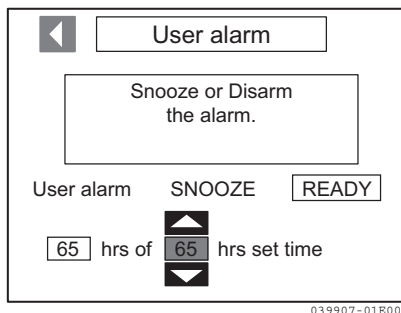 User alarm
Snooze or Disarm
the alarm.
User alarm SNOOZE READY
65 hrs of 65 hrs set time
039907-01E00